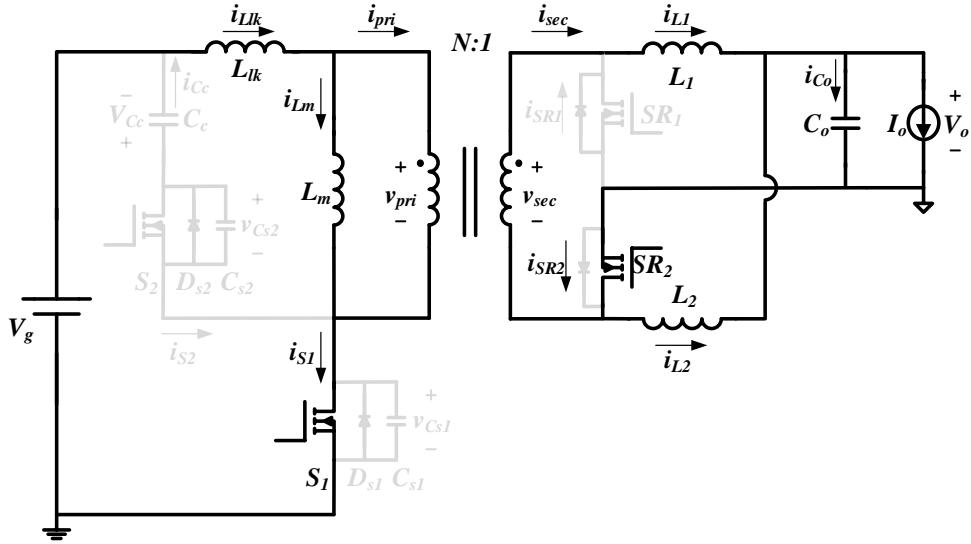 i_Llk
i_pri
N:1
i_sec
i_L1
L_lk
i_Cc
V_Cc
C_c
i_Lm
i_SR1
SR_1
L_1
i_Co
C_o
I_o
V_o
L_m
v_pri
v_sec
v_Cs2
S_2
D_s2
C_s2
i_SR2
SR_2
L_2
V_g
i_S2
i_S1
i_L2
v_Cs1
S_1
D_s1
C_s1